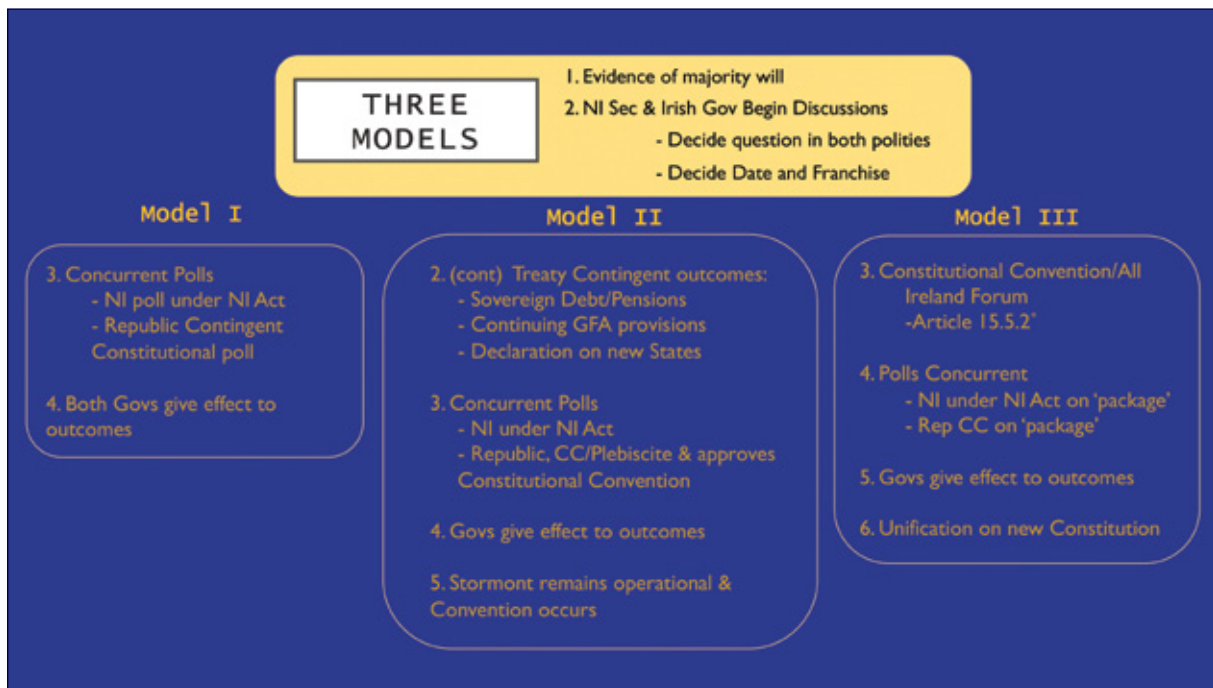 THREE
MODELS
1. Evidence of majority will
2. NI Sec & Irish Gov Begin Discussions
- Decide question in both polities
- Decide Date and Franchise
Model I
3. Concurrent Polls
- NI poll under NI Act
- Republic Contingent
Constitutional poll
4. Both Govs give effect to
outcomes
Model II
2. (cont) Treaty Contingent outcomes:
- Sovereign Debt/Pensions
- Continuing GFA provisions
- Declaration on new States
3. Concurrent Polls
- NI under NI Act
- Republic, CC/Plebiscite & approves
Constitutional Convention
4. Govs give effect to outcomes
5. Stormont remains operational &
Convention occurs
Model III
3. Constitutional Convention/All
Ireland Forum
-Article 15.5.2˚
4. Polls Concurrent
- NI under NI Act on ‘package’
- Rep CC on ‘package’
5. Govs give effect to outcomes
6. Unification on new Constitution